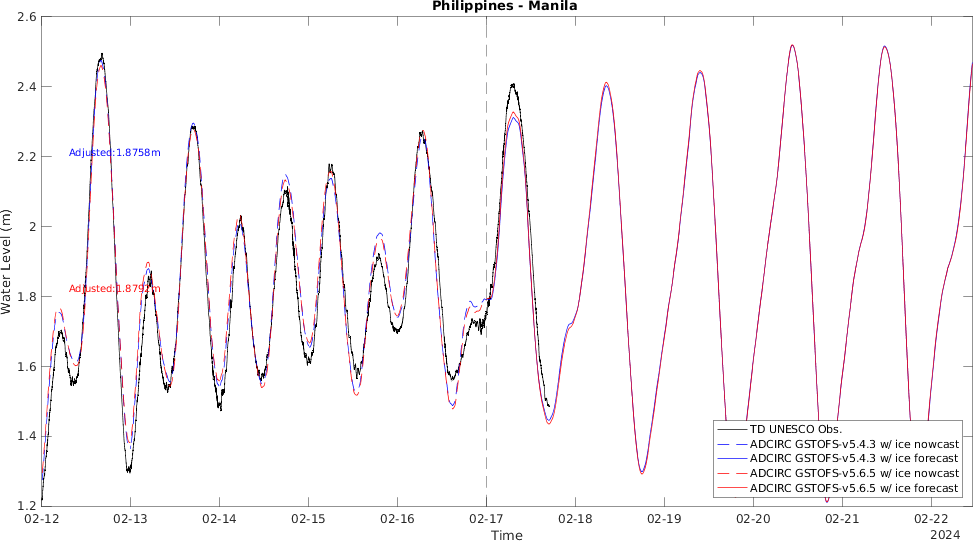 Philippines - Manila
2.6
2.4
2.2
2
1.8
1.6
1.4
1.2
Water Level (m)
Adjusted:1.8758m
02-12
02-13
02-14
02-15
02-16
02-17
02-18
02-19
02-20
02-21
02-22
2024
Time
TD UNESCO Obs.
ADCIRC GSTOFS-v5.4.3 w/ ice nowcast
ADCIRC GSTOFS-v5.4.3 w/ ice forecast
ADCIRC GSTOFS-v5.6.5 w/ ice nowcast
ADCIRC GSTOFS-v5.6.5 w/ ice forecast